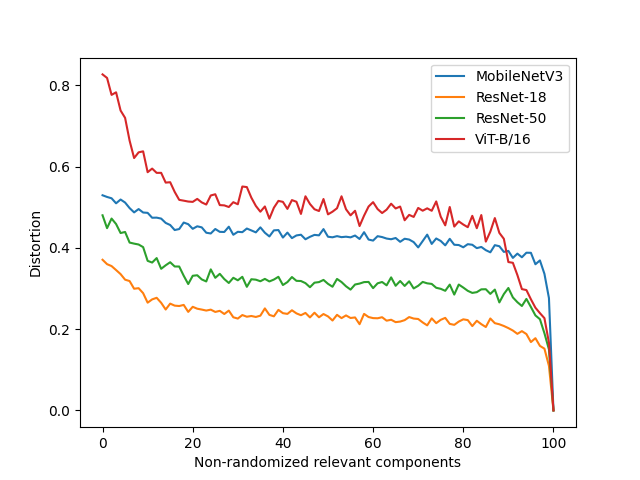 MobileNetV3
ResNet-18
ResNet-50
ViT-B/16
Distortion
0.8
0.6
0.4
0.2
0.0
0 20 40 60 80 100
Non-randomized relevant components